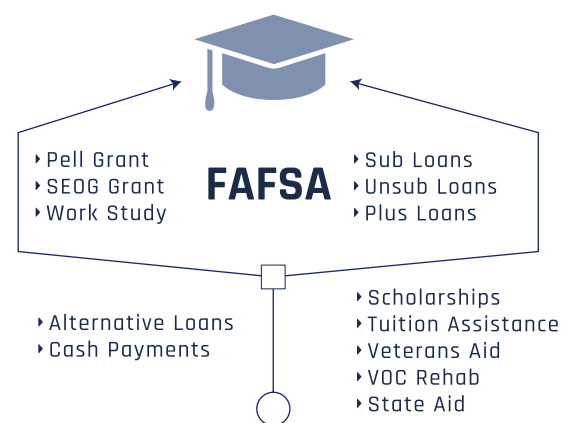 Pell Grant
SEOG Grant
Work Study
FAFSA
Sub Loans
Unsub Loans
Plus Loans
Alternative Loans
Cash Payments
Scholarships
Tuition Assistance
Veterans Aid
VOC Rehab
State Aid